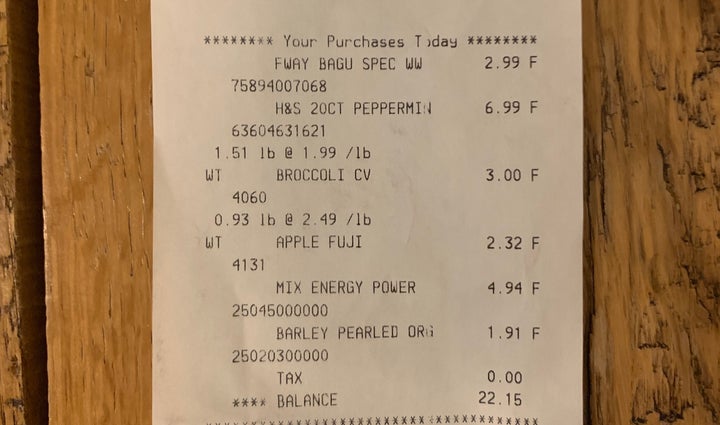 ******** Your Purchases Today ********
FWAY BAGU SPEC WW 2.99 F
75894007068
H&S 20CT PEPPERMIN 6.99 F
63604631621
1.51 lb @ 1.99 /lb
WT BROCCOLI CV 3.00 F
4060
0.93 lb @ 2.49 /lb
WT APPLE FUJI 2.32 F
4131
MIX ENERGY POWER 4.94 F
25045000000
BARLEY PEARLED ORG 1.91 F
25020300000
TAX 0.00
**** BALANCE 22.15